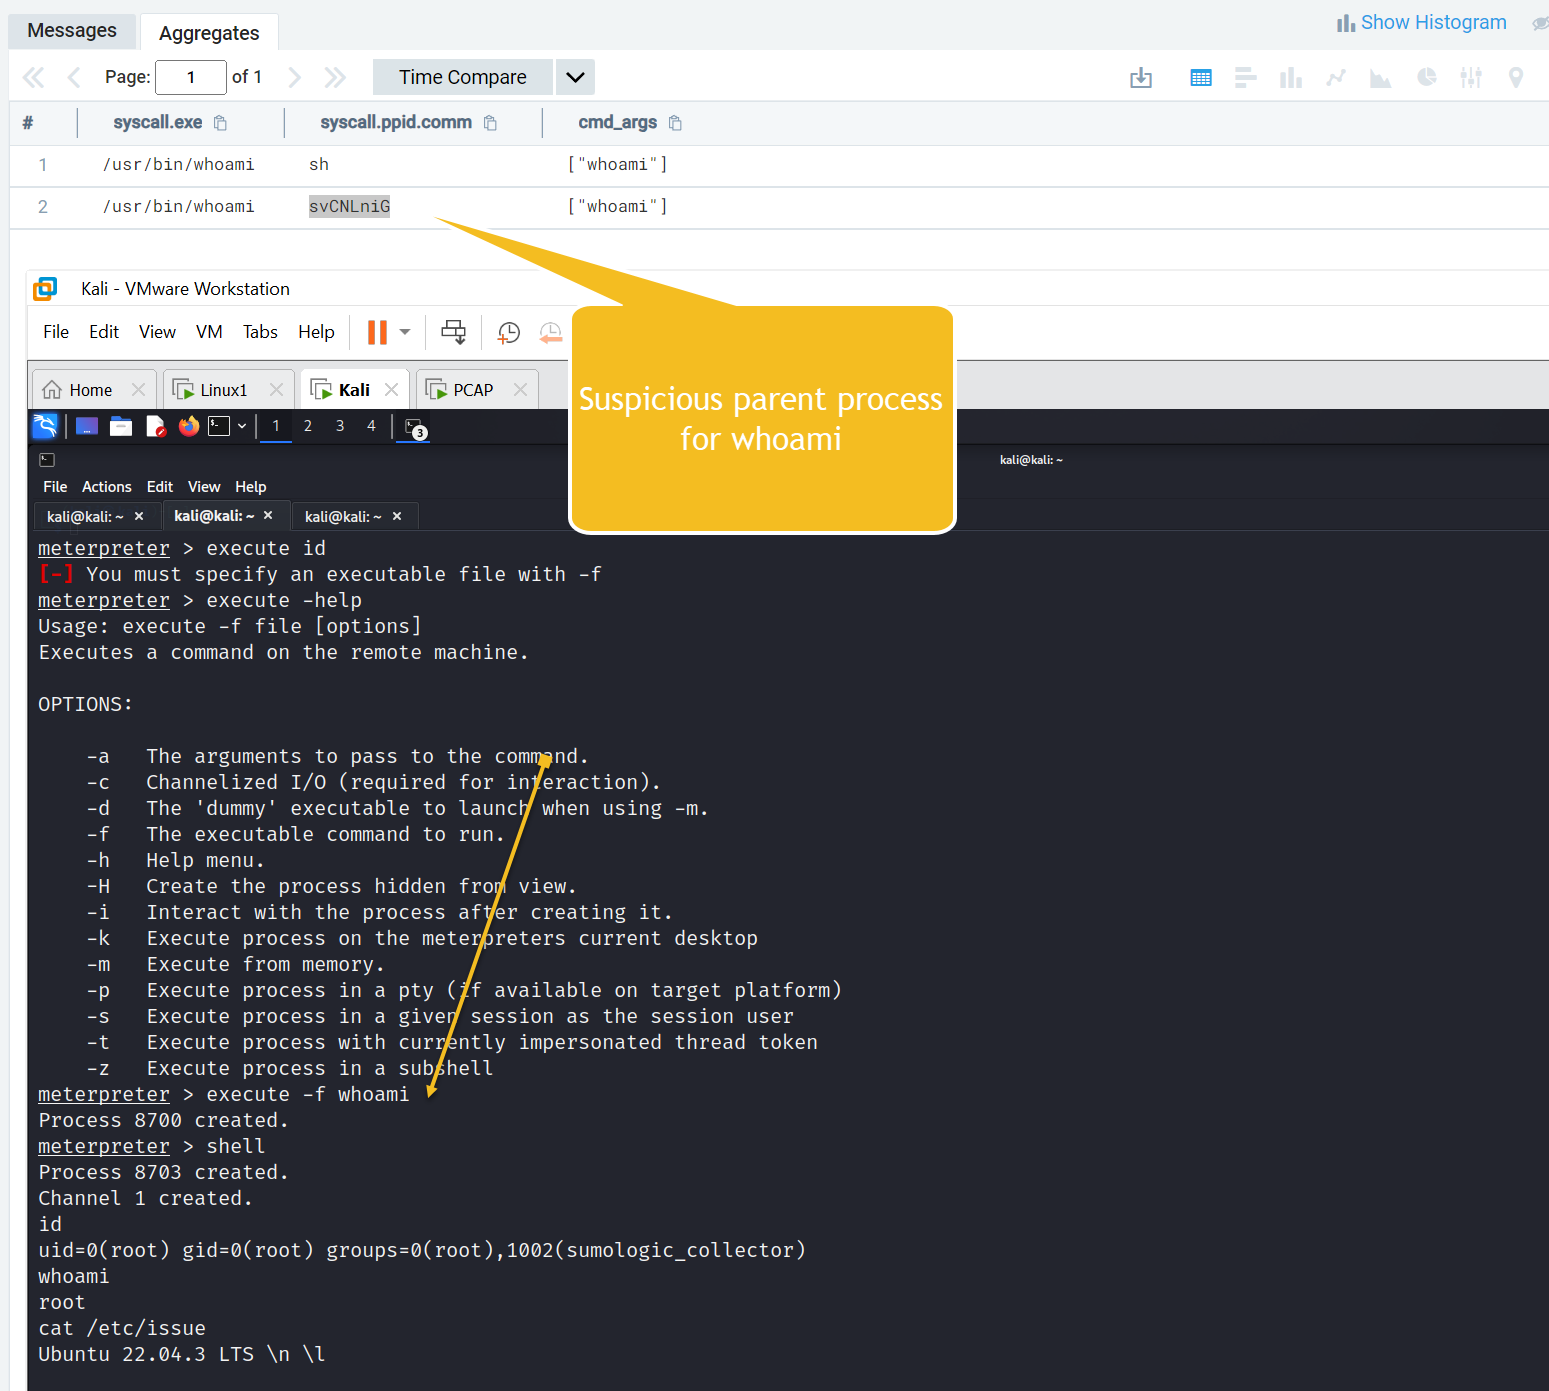 Messages Aggregates Show Histogram
Page: 1 of 1 Time Compare
# syscall.exe syscall.ppid.comm cmd_args
1 /usr/bin/whoami sh ["whoami"]
2 /usr/bin/whoami svCNLniG ["whoami"]
Kali - VMware Workstation
File Edit View VM Tabs Help
Suspicious parent process
for whoami
Home Linux1 Kali PCAP
1 2 3 4 3
kali@kali: ~
File Actions Edit View Help
kali@kali: ~ × kali@kali: ~ × kali@kali: ~ ×
meterpreter > execute id
[-] You must specify an executable file with -f
meterpreter > execute -help
Usage: execute -f file [options]
Executes a command on the remote machine.
OPTIONS:
-a The arguments to pass to the command.
-c Channelized I/O (required for interaction).
-d The 'dummy' executable to launch when using -m.
-f The executable command to run.
-h Help menu.
-H Create the process hidden from view.
-i Interact with the process after creating it.
-k Execute process on the meterpreters current desktop
-m Execute from memory.
-p Execute process in a pty (if available on target platform)
-s Execute process in a given session as the session user
-t Execute process with currently impersonated thread token
-z Execute process in a subshell
meterpreter > execute -f whoami
Process 8700 created.
meterpreter > shell
Process 8703 created.
Channel 1 created.
id
uid=0(root) gid=0(root) groups=0(root),1002(sumologic_collector)
whoami
root
cat /etc/issue
Ubuntu 22.04.3 LTS \n \l